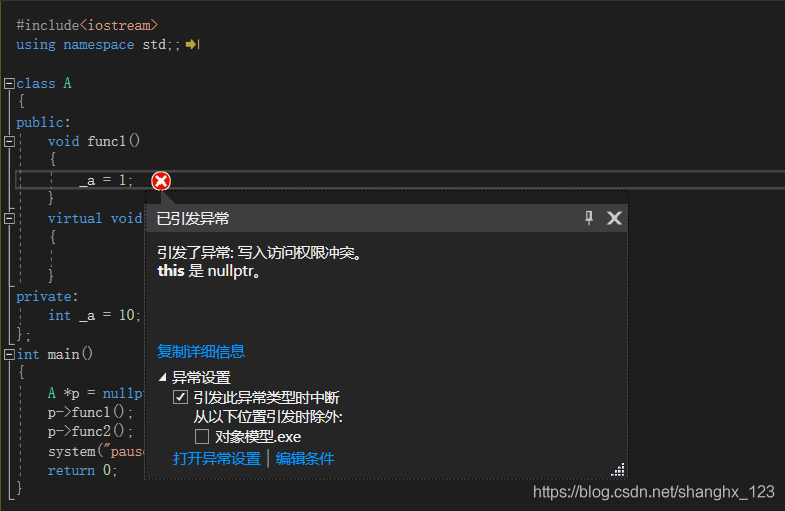 #include<iostream>
using namespace std;;
class A
{
public:
void func1()
{
_a = 1;
}
virtual void
{
}
private:
int _a = 10;
};
int main()
{
A *p = nullpt
p->func1();
p->func2();
system("paus
return 0;
}
已引发异常
引发了异常: 写入访问权限冲突。
this 是 nullptr。
复制详细信息
异常设置
引发此异常类型时中断
从以下位置引发时除外:
对象模型.exe
打开异常设置 | 编辑条件
https://blog.csdn.net/shanghx_123